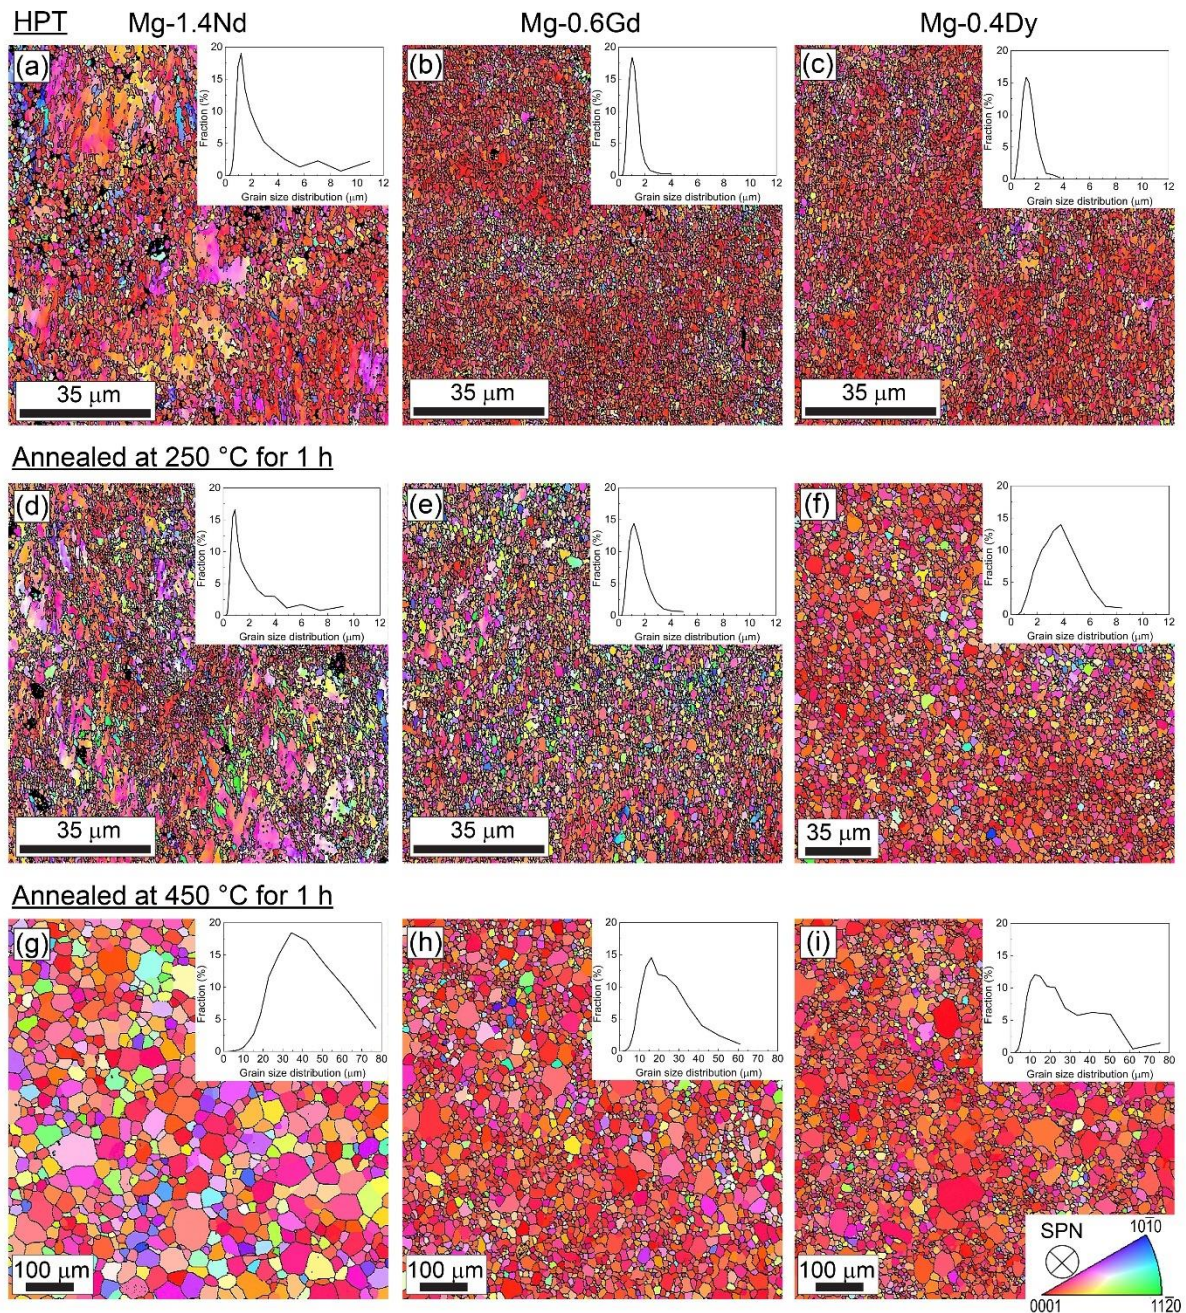 HPT Mg-1.4Nd Mg-0.6Gd Mg-0.4Dy
(a)
20
15
10
5
0
Fraction (%)
0 2 4 6 8 10 12
Grain size distribution (μm)
35 μm
(b)
20
15
10
5
0
Fraction (%)
0 2 4 6 8 10 12
Grain size distribution (μm)
35 μm
(c)
20
15
10
5
0
Fraction (%)
0 2 4 6 8 10 12
Grain size distribution (μm)
35 μm
Annealed at 250 °C for 1 h
(d)
20
15
10
5
0
Fraction (%)
0 2 4 6 8 10 12
Grain size distribution (μm)
35 μm
(e)
20
15
10
5
0
Fraction (%)
0 2 4 6 8 10 12
Grain size distribution (μm)
35 μm
(f)
20
15
10
5
0
Fraction (%)
0 2 4 6 8 10 12
Grain size distribution (μm)
35 μm
Annealed at 450 °C for 1 h
(g)
20
15
10
5
0
Fraction (%)
0 10 20 30 40 50 60 70 80
Grain size distribution (μm)
100 μm
(h)
20
15
10
5
0
Fraction (%)
0 10 20 30 40 50 60 70 80
Grain size distribution (μm)
100 μm
(i)
20
15
10
5
0
Fraction (%)
0 10 20 30 40 50 60 70 80
Grain size distribution (μm)
100 μm
SPN
101̄0
0001
112̄0